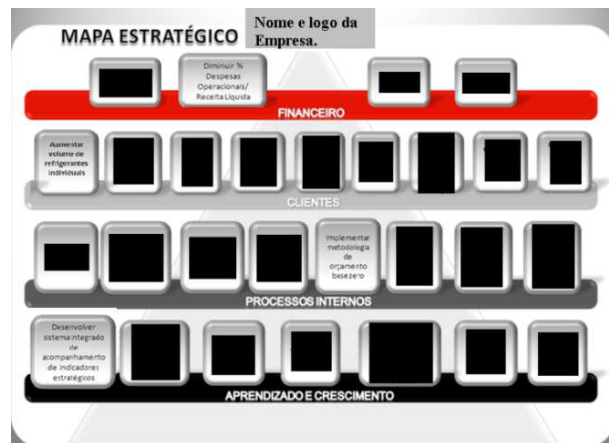 MAPA ESTRATÉGICO
Nome e logo da
Empresa.
Diminuir %
Despesas
Operacionais/
Receita Líquida
FINANCEIRO
Aumentar
volume de
refrigerantes
individuais
CLIENTES
Implementar
metodologia
de
orçamento
base zero
PROCESSOS INTERNOS
Desenvolver
sistema integrado
de
acompanhamento
de indicadores
estratégicos
APRENDIZADO E CRESCIMENTO